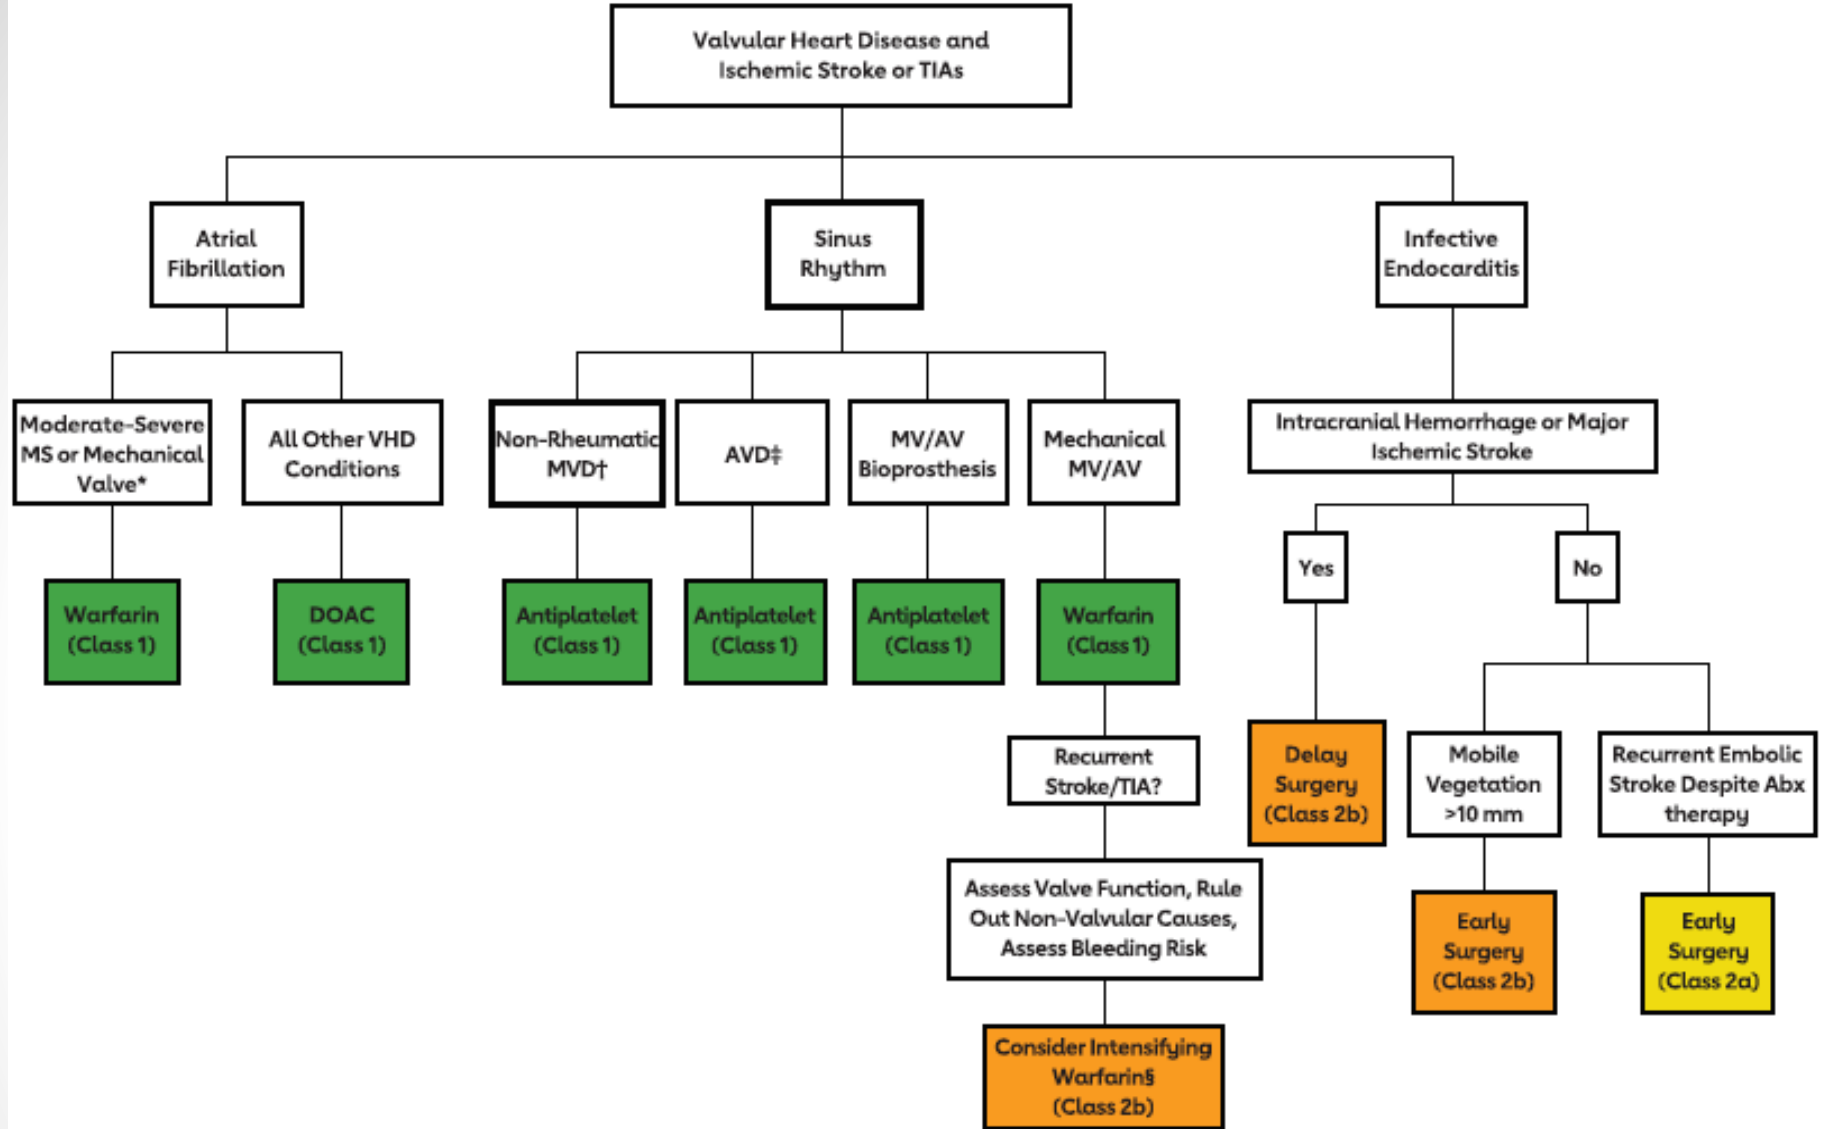 Valvular Heart Disease and
Ischemic Stroke or TIAs
Atrial
Fibrillation
Sinus
Rhythm
Infective
Endocarditis
Moderate-Severe
MS or Mechanical
Valve*
All Other VHD
Conditions
Non-Rheumatic
MVD†
AVD‡
MV/AV
Bioprosthesis
Mechanical
MV/AV
Intracranial Hemorrhage or Major
Ischemic Stroke
Yes
No
Warfarin
(Class 1)
DOAC
(Class 1)
Antiplatelet
(Class 1)
Antiplatelet
(Class 1)
Antiplatelet
(Class 1)
Warfarin
(Class 1)
Recurrent
Stroke/TIA?
Delay
Surgery
(Class 2b)
Mobile
Vegetation
>10 mm
Recurrent Embolic
Stroke Despite Abx
therapy
Assess Valve Function, Rule
Out Non-Valvular Causes,
Assess Bleeding Risk
Early
Surgery
(Class 2b)
Early
Surgery
(Class 2a)
Consider Intensifying
Warfarin§
(Class 2b)